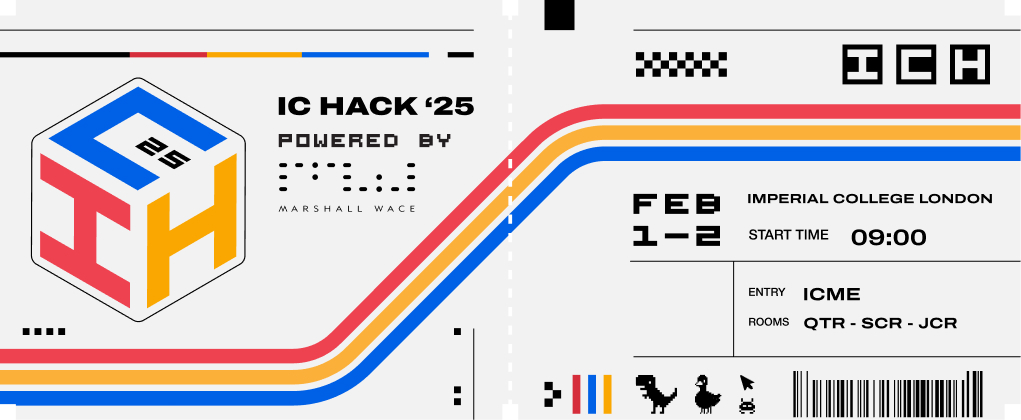 I C H
25
IC HACK ‘25
POWERED BY
MARSHALL WACE
ICH
FEB
1-2
IMPERIAL COLLEGE LONDON
START TIME 09:00
ENTRY ICME
ROOMS QTR - SCR - JCR